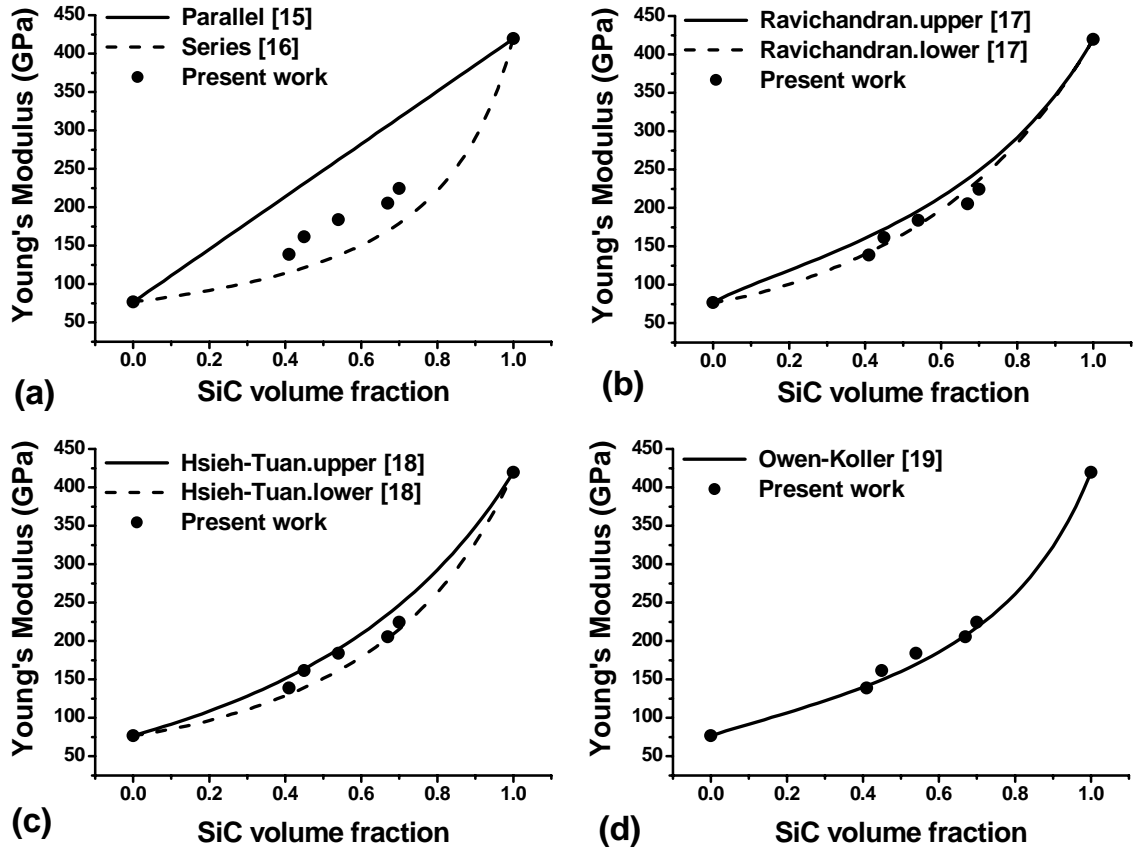 450
400
350
300
250
200
150
100
50
Young's Modulus (GPa)
Parallel [15]
Series [16]
Present work
0.0 0.2 0.4 0.6 0.8 1.0
SiC volume fraction
(a)
450
400
350
300
250
200
150
100
50
Young's Modulus (GPa)
Ravichandran.upper [17]
Ravichandran.lower [17]
Present work
0.0 0.2 0.4 0.6 0.8 1.0
SiC volume fraction
(b)
450
400
350
300
250
200
150
100
50
Young's Modulus (GPa)
Hsieh-Tuan.upper [18]
Hsieh-Tuan.lower [18]
Present work
0.0 0.2 0.4 0.6 0.8 1.0
SiC volume fraction
(c)
450
400
350
300
250
200
150
100
50
Young's Modulus (GPa)
Owen-Koller [19]
Present work
0.0 0.2 0.4 0.6 0.8 1.0
SiC volume fraction
(d)